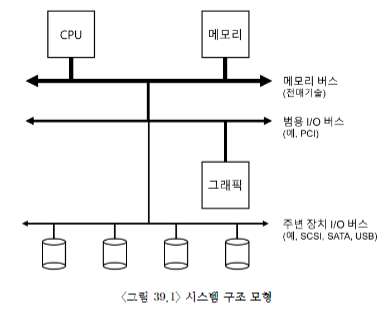 CPU
메모리
메모리 버스
(전매기술)
범용 I/O 버스
(예, PCI)
그래픽
주변 장치 I/O 버스
(예, SCSI, SATA, USB)
〈그림 39.1〉 시스템 구조 모형